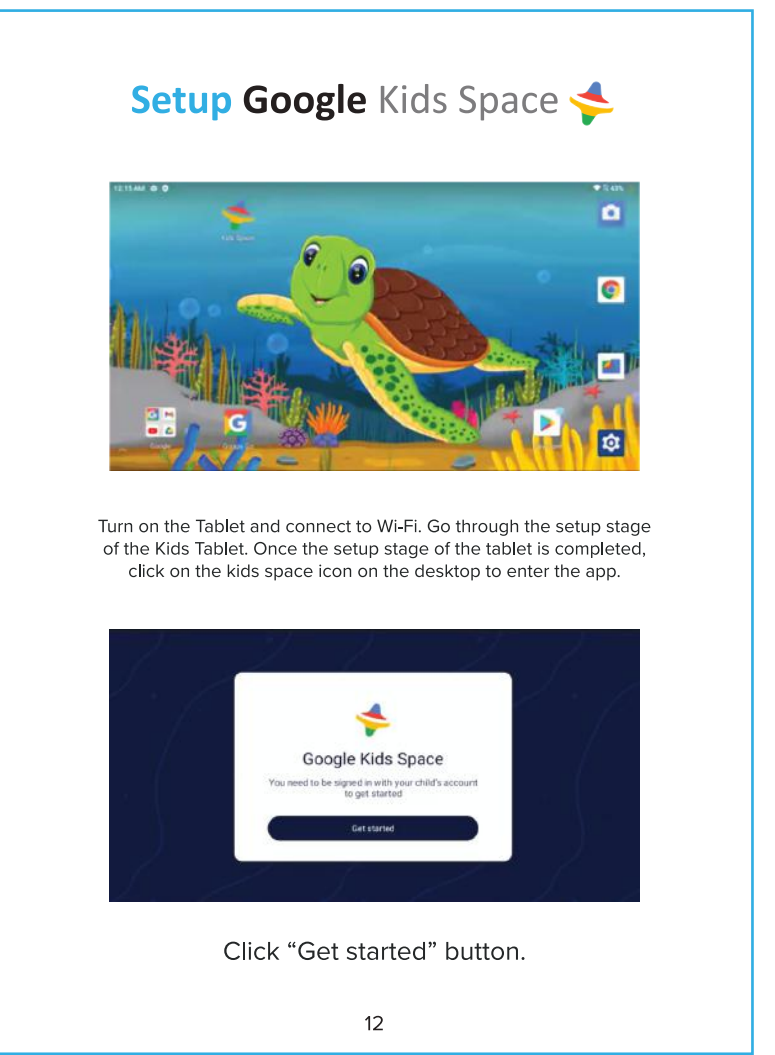 Setup Google Kids Space
12:15 AM
43%
Kids Space
Google
Turn on the Tablet and connect to Wi-Fi. Go through the setup stage
of the Kids Tablet. Once the setup stage of the tablet is completed,
click on the kids space icon on the desktop to enter the app.
Google Kids Space
You need to be signed in with your child's account
to get started
Get started
Click “Get started” button.
12